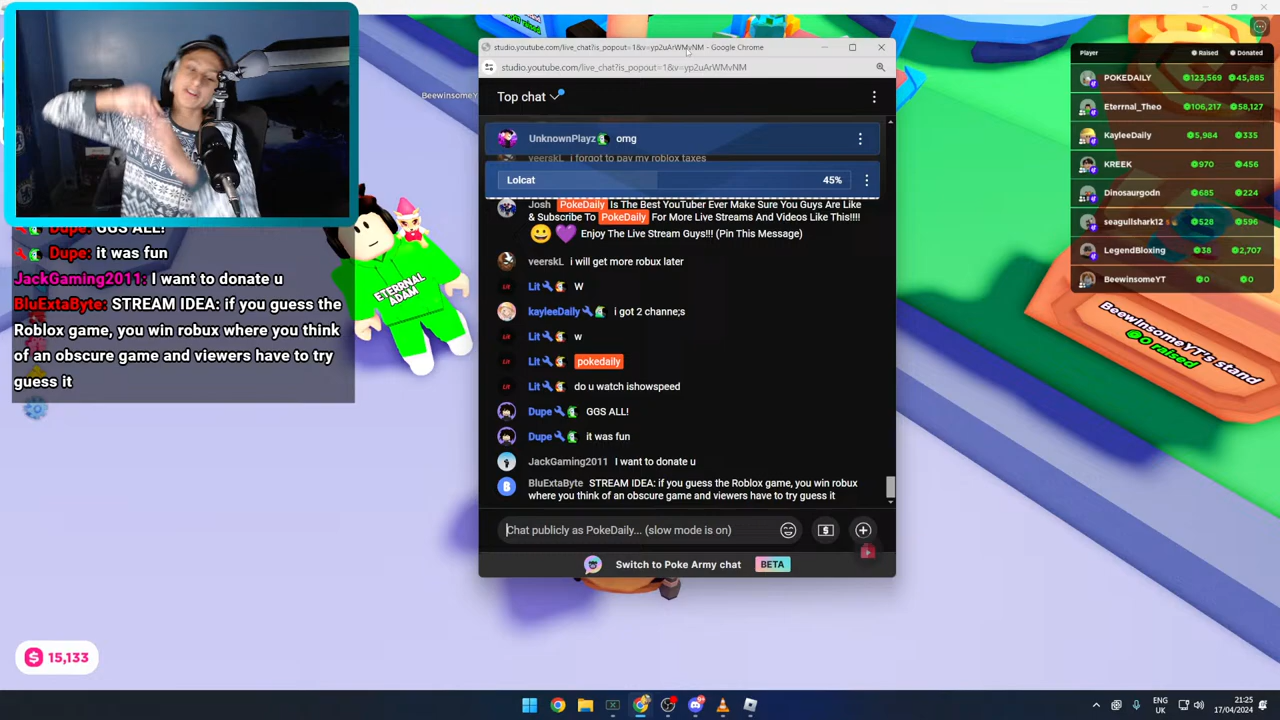 studio.youtube.com/live_chat?is_popout=1&v=yp2uArWMvNM - Google Chrome
studio.youtube.com/live_chat?is_popout=1&v=yp2uArWMvNM
BeewinsomeY
Top chat
UnknownPlayz omg
veerskL i forgot to pay my roblox taxes
Lolcat 45%
Josh PokeDaily Is The Best YouTuber Ever Make Sure You Guys Are Like
& Subscribe To PokeDaily For More Live Streams And Videos Like This!!!!
Enjoy The Live Stream Guys!!! (Pin This Message)
veerskL i will get more robux later
Lit W
kayleeDaily i got 2 channe;s
Lit w
Lit pokedaily
Lit do u watch ishowspeed
Dupe GGS ALL!
Dupe it was fun
JackGaming2011 I want to donate u
BluExtaByte STREAM IDEA: if you guess the Roblox game, you win robux
where you think of an obscure game and viewers have to try guess it
Chat publicly as PokeDaily... (slow mode is on)
Switch to Poke Army chat BETA
Dupe: GGS ALL!
Dupe: it was fun
JackGaming2011: I want to donate u
BluExtaByte: STREAM IDEA: if you guess the
Roblox game, you win robux where you think
of an obscure game and viewers have to try
guess it
ETERRNAL
ADAM
Player Raised Donated
POKEDAILY 123,569 45,885
Eterrnal_Theo 106,217 58,127
KayleeDaily 5,984 335
KREEK 970 456
Dinosaurgodn 685 224
seagullshark12 528 596
LegendBloxing 38 2,707
BeewinsomeYT 0 0
BeewinsomeYT's
stand
0 raised
15,133
ENG
UK
21:25
17/04/2024